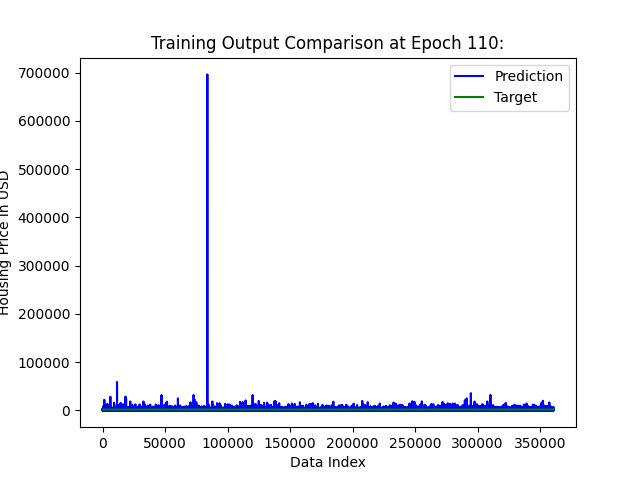 Training Output Comparison at Epoch 110:
Prediction
Target
700000
600000
500000
400000
300000
200000
100000
0
Housing Price in USD
0 50000 100000 150000 200000 250000 300000 350000
Data Index